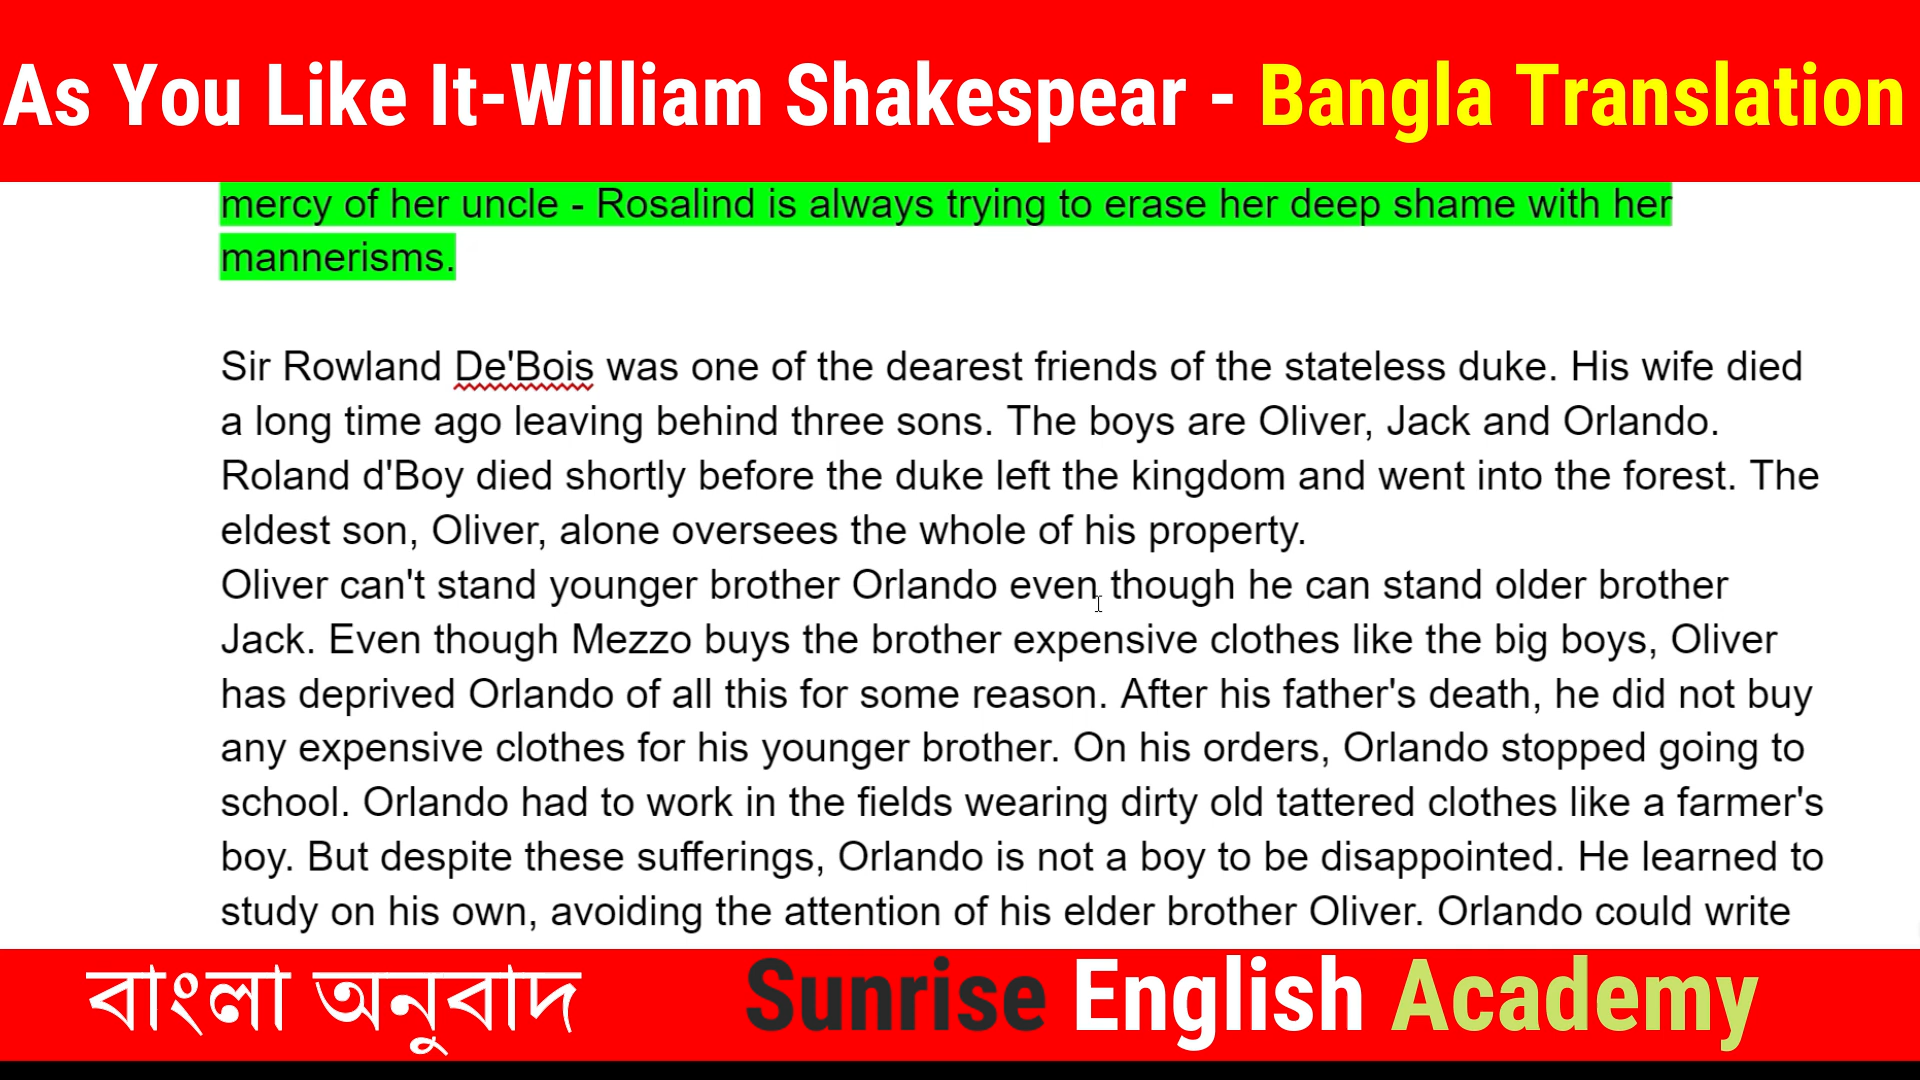 As You Like It-William Shakespear - Bangla Translation
mercy of her uncle - Rosalind is always trying to erase her deep shame with her
mannerisms.
Sir Rowland De'Bois was one of the dearest friends of the stateless duke. His wife died
a long time ago leaving behind three sons. The boys are Oliver, Jack and Orlando.
Roland d'Boy died shortly before the duke left the kingdom and went into the forest. The
eldest son, Oliver, alone oversees the whole of his property.
Oliver can't stand younger brother Orlando even though he can stand older brother
Jack. Even though Mezzo buys the brother expensive clothes like the big boys, Oliver
has deprived Orlando of all this for some reason. After his father's death, he did not buy
any expensive clothes for his younger brother. On his orders, Orlando stopped going to
school. Orlando had to work in the fields wearing dirty old tattered clothes like a farmer's
boy. But despite these sufferings, Orlando is not a boy to be disappointed. He learned to
study on his own, avoiding the attention of his elder brother Oliver. Orlando could write
বাংলা অনুবাদ Sunrise English Academy